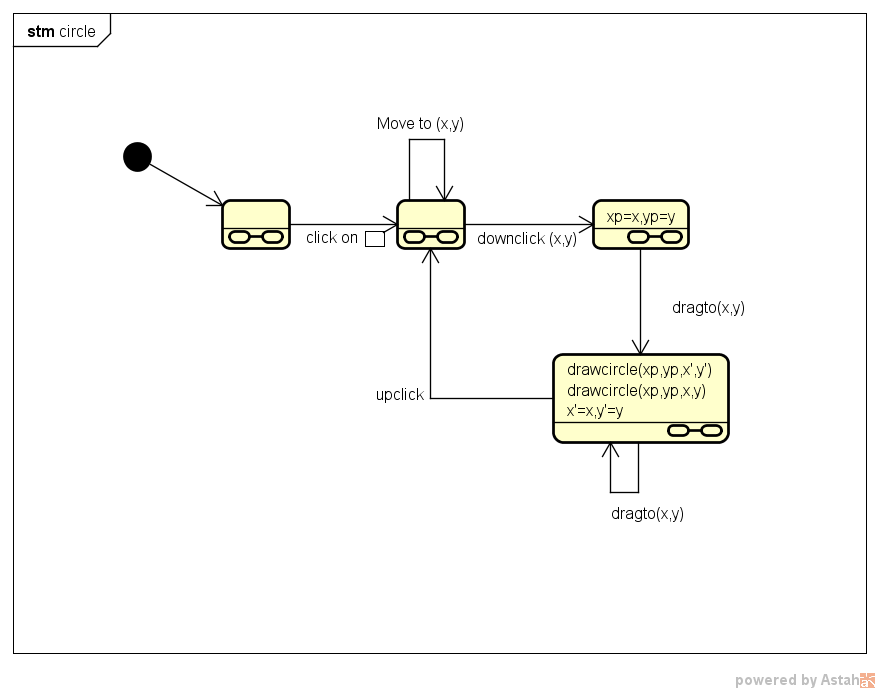 stm circle
Move to (x,y)
xp=x,yp=y
click on
downclick (x,y)
dragto(x,y)
drawcircle(xp,yp,x',y')
drawcircle(xp,yp,x,y)
x'=x,y'=y
upclick
dragto(x,y)
powered by Astah